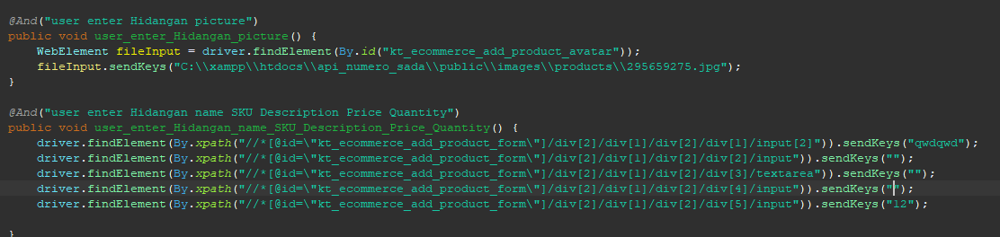 @And("user enter Hidangan picture")
public void user_enter_Hidangan_picture() {
WebElement fileInput = driver.findElement(By.id("kt_ecommerce_add_product_avatar"));
fileInput.sendKeys("C:\\xampp\\htdocs\\api_numero_sada\\public\\images\\products\\295659275.jpg");
}
@And("user enter Hidangan name SKU Description Price Quantity")
public void user_enter_Hidangan_name_SKU_Description_Price_Quantity() {
driver.findElement(By.xpath("//*[@id=\"kt_ecommerce_add_product_form\"]/div[2]/div[1]/div[2]/div[1]/input[2]")).sendKeys("qwdqwd");
driver.findElement(By.xpath("//*[@id=\"kt_ecommerce_add_product_form\"]/div[2]/div[1]/div[2]/div[2]/input")).sendKeys("");
driver.findElement(By.xpath("//*[@id=\"kt_ecommerce_add_product_form\"]/div[2]/div[1]/div[2]/div[3]/textarea")).sendKeys("");
driver.findElement(By.xpath("//*[@id=\"kt_ecommerce_add_product_form\"]/div[2]/div[1]/div[2]/div[4]/input")).sendKeys("");
driver.findElement(By.xpath("//*[@id=\"kt_ecommerce_add_product_form\"]/div[2]/div[1]/div[2]/div[5]/input")).sendKeys("12");
}